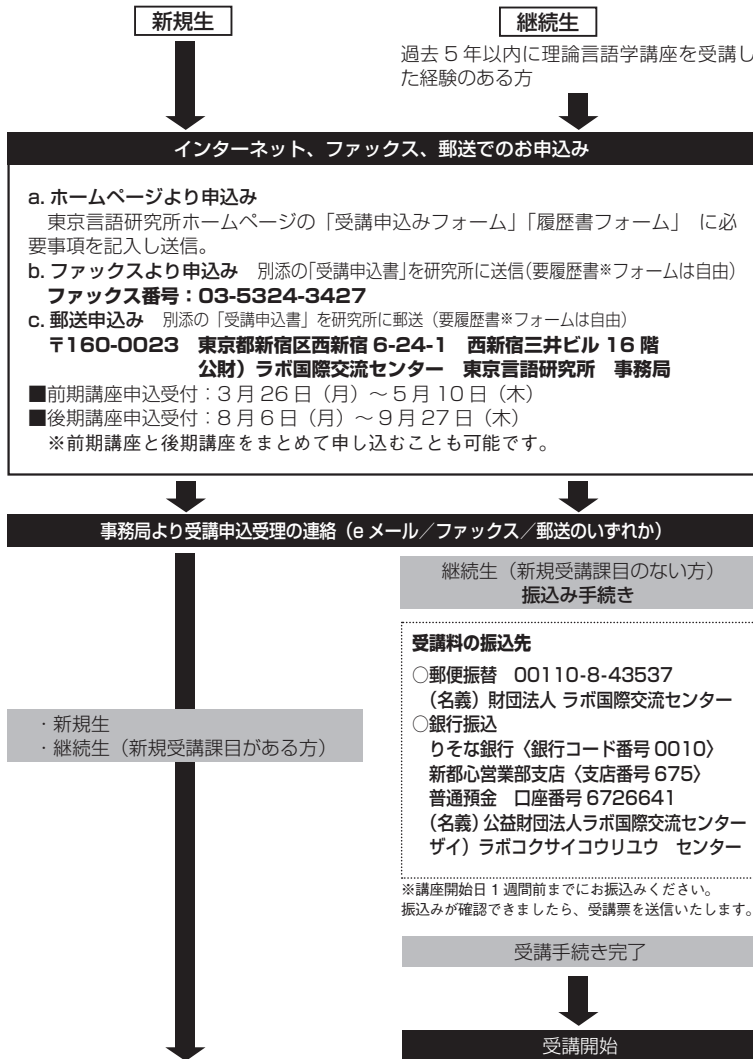 新規生
継続生
過去 5 年以内に理論言語学講座を受講し
た経験のある方
インターネット、ファックス、郵送でのお申込み
a. ホームページより申込み
東京言語研究所ホームページの「受講申込みフォーム」「履歴書フォーム」 に必
要事項を記入し送信。
b. ファックスより申込み 別添の「受講申込書」を研究所に送信（要履歴書※フォームは自由）
ファックス番号：03-5324-3427
c. 郵送申込み 別添の「受講申込書」を研究所に郵送（要履歴書※フォームは自由）
〒160-0023 東京都新宿区西新宿 6-24-1 西新宿三井ビル 16 階
公財）ラボ国際交流センター 東京言語研究所 事務局
■前期講座申込受付：3 月 26 日（月）～ 5 月 10 日（木）
■後期講座申込受付：8 月 6 日（月）～ 9 月 27 日（木）
※前期講座と後期講座をまとめて申し込むことも可能です。
事務局より受講申込受理の連絡（e メール／ファックス／郵送のいずれか）
継続生（新規受講課目のない方）
振込み手続き
受講料の振込先
○郵便振替 00110-8-43537
（名義）財団法人 ラボ国際交流センター
○銀行振込
りそな銀行〈銀行コード番号 0010〉
新都心営業部支店〈支店番号 675〉
普通預金 口座番号 6726641
（名義）公益財団法人ラボ国際交流センター
ザイ）ラボコクサイコウリユウ センター
※講座開始日 1 週間前までにお振込みください。
振込みが確認できましたら、受講票を送信いたします。
・新規生
・継続生（新規受講課目がある方）
受講手続き完了
受講開始